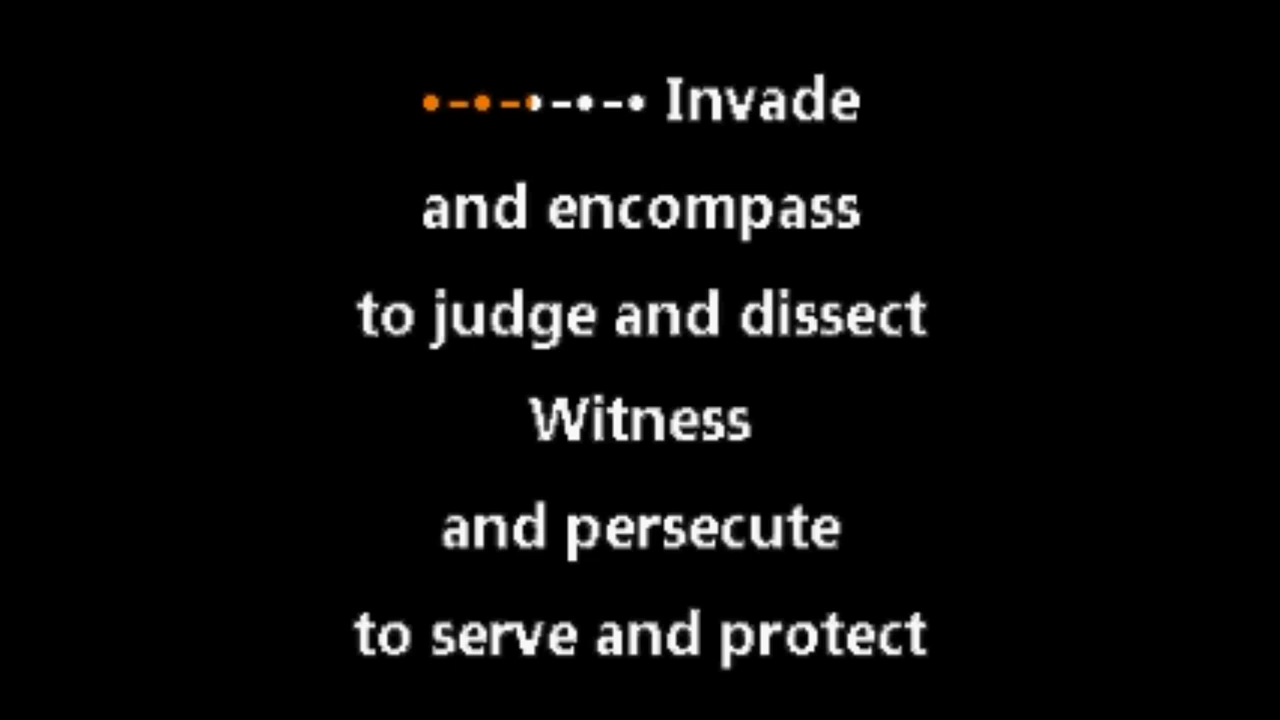 •–•–•–•–• Invade
and encompass
to judge and dissect
Witness
and persecute
to serve and protect